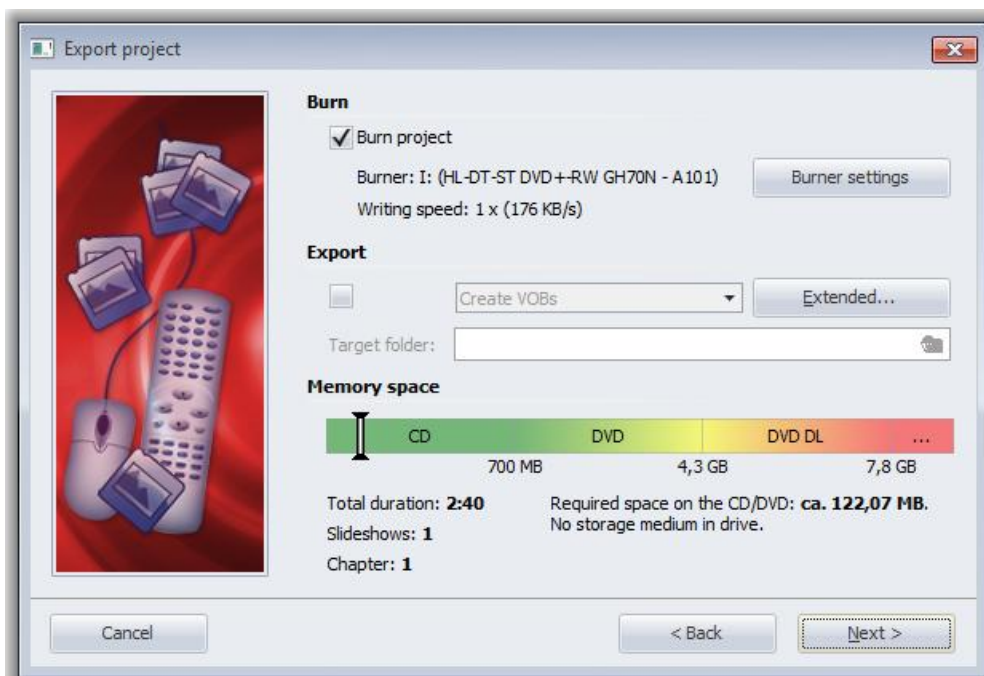 Export project
Burn
Burn project
Burner: I: (HL-DT-ST DVD+-RW GH70N - A101)
Burner settings
Writing speed: 1 x (176 KB/s)
Export
Create VOBs
Extended...
Target folder:
Memory space
CD DVD DVD DL ...
700 MB 4,3 GB 7,8 GB
Total duration: 2:40
Required space on the CD/DVD: ca. 122,07 MB.
No storage medium in drive.
Slideshows: 1
Chapter: 1
Cancel
< Back
Next >